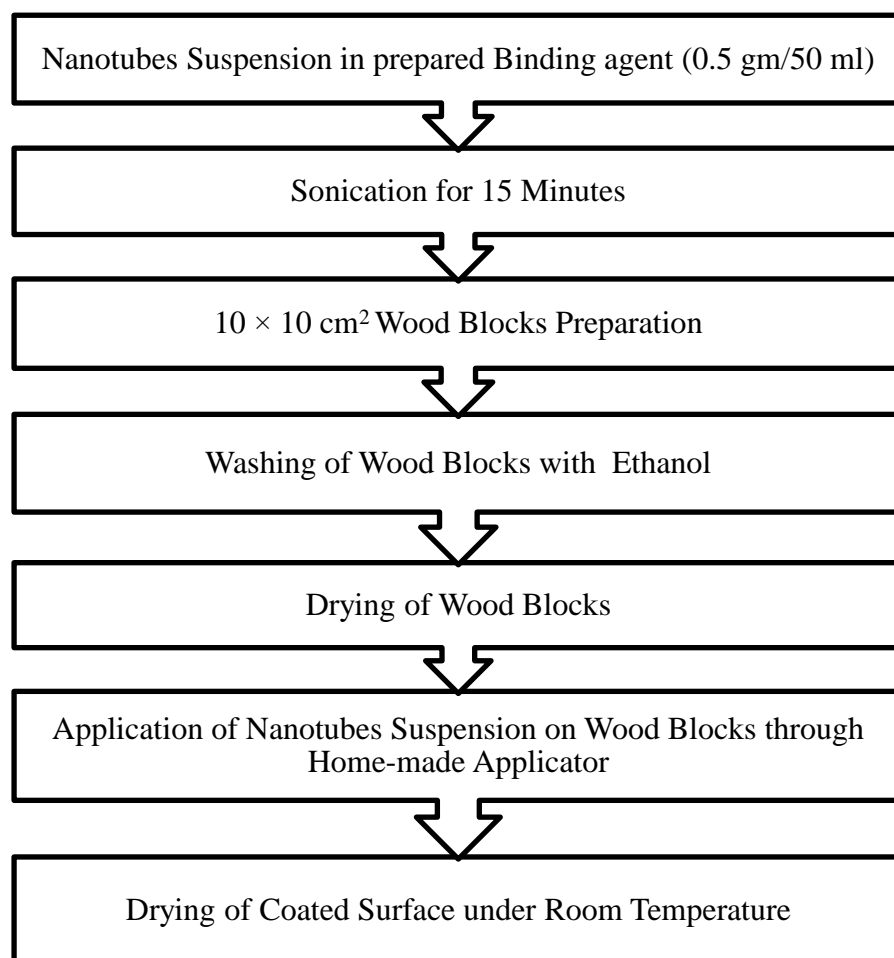 Nanotubes Suspension in prepared Binding agent (0.5 gm/50 ml)
Sonication for 15 Minutes
10 × 10 cm² Wood Blocks Preparation
Washing of Wood Blocks with Ethanol
Drying of Wood Blocks
Application of Nanotubes Suspension on Wood Blocks through
Home-made Applicator
Drying of Coated Surface under Room Temperature